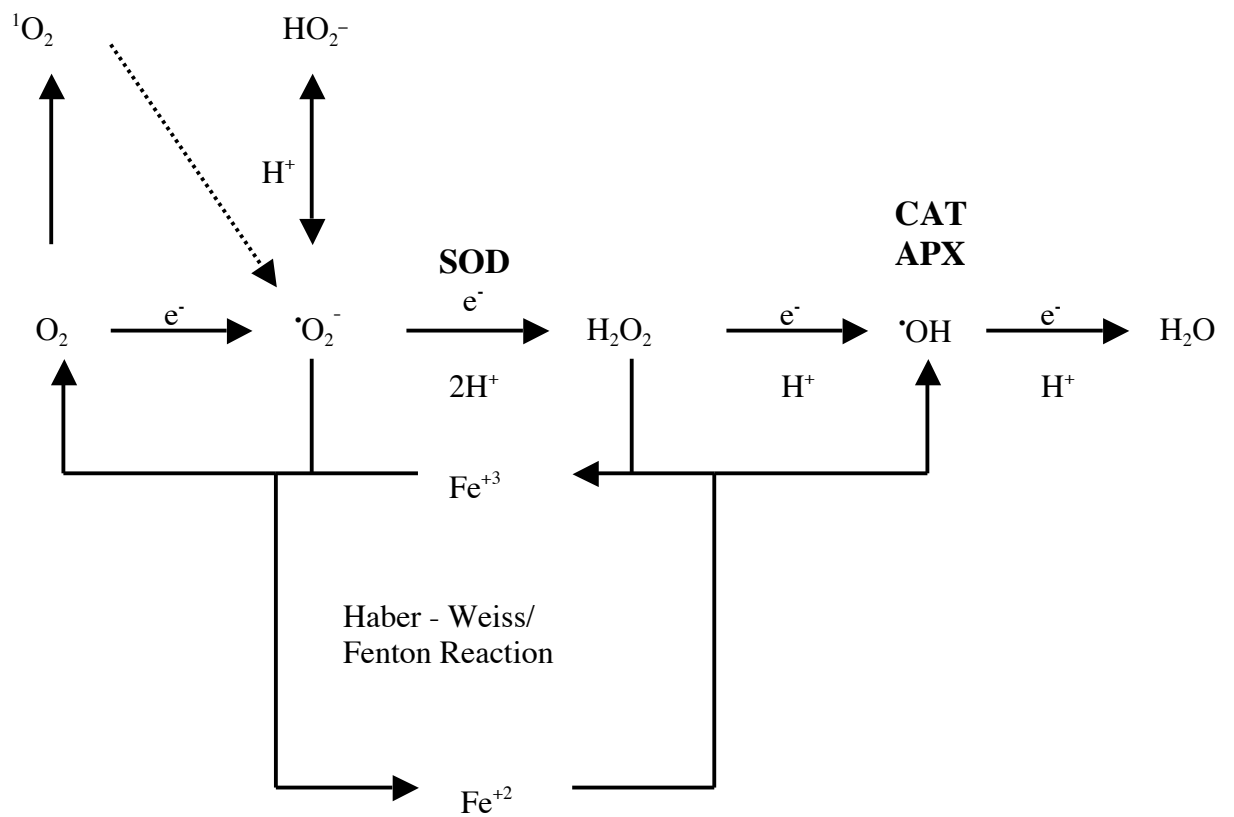 ¹O₂
HO₂⁻
H⁺
CAT
APX
SOD
e⁻
O₂
e⁻
•O₂⁻
H₂O₂
e⁻
•OH
e⁻
H₂O
2H⁺
H⁺
H⁺
Fe⁺³
Haber - Weiss/
Fenton Reaction
Fe⁺²